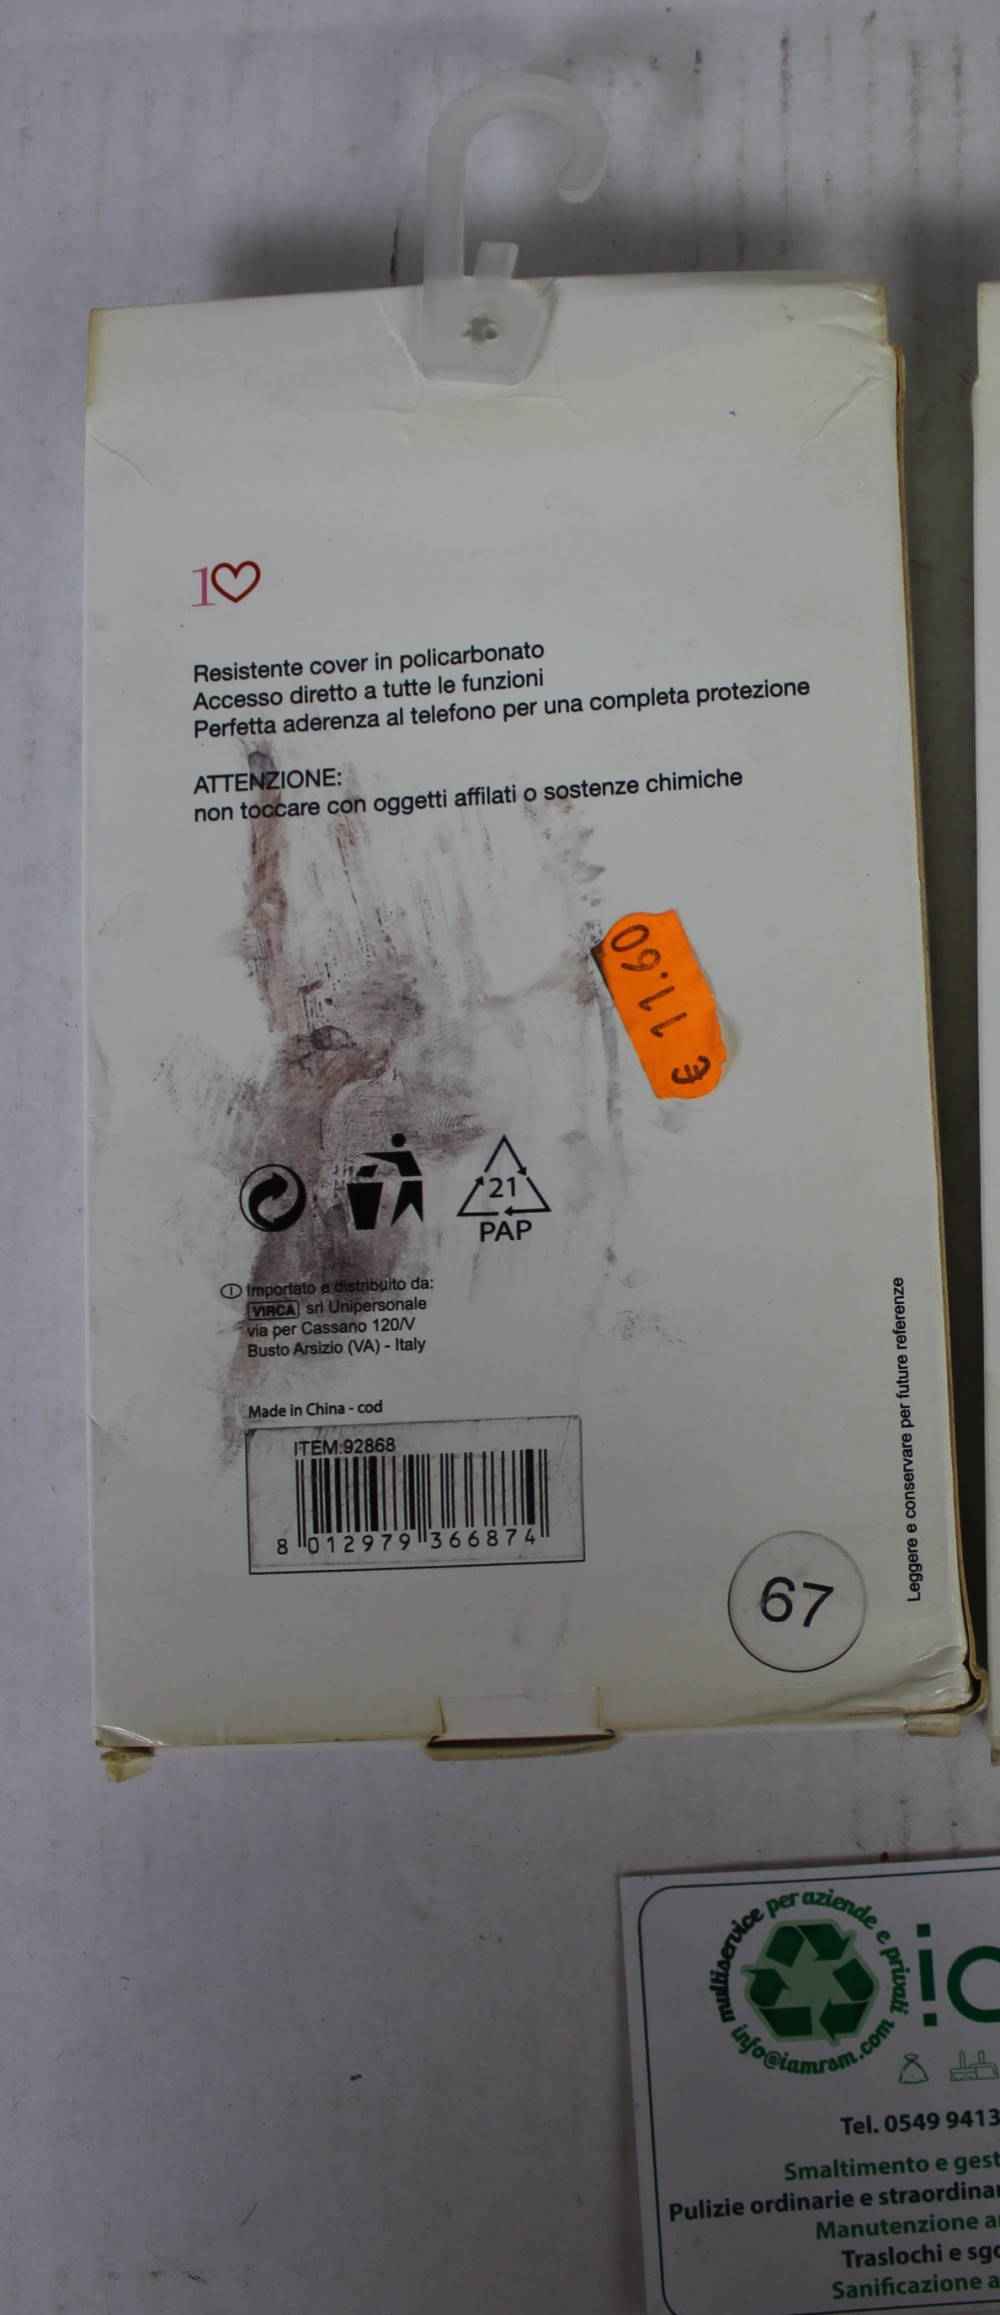 1♡
Resistente cover in policarbonato
Accesso diretto a tutte le funzioni
Perfetta aderenza al telefono per una completa protezione
ATTENZIONE:
non toccare con oggetti affilati o sostenze chimiche
€ 11.60
21
PAP
Importato e distribuito da:
VIRCA srl Unipersonale
via per Cassano 120/V
Busto Arsizio (VA) - Italy
Made in China - cod
ITEM:92868
8 012979 366874
67
Leggere e conservare per future referenze
multiservice per aziende e privati
info@iamrsm.com
Tel. 0549 9413
Smaltimento e gest
Pulizie ordinarie e straordinar
Manutenzione a
Traslochi e sgo
Sanificazione a